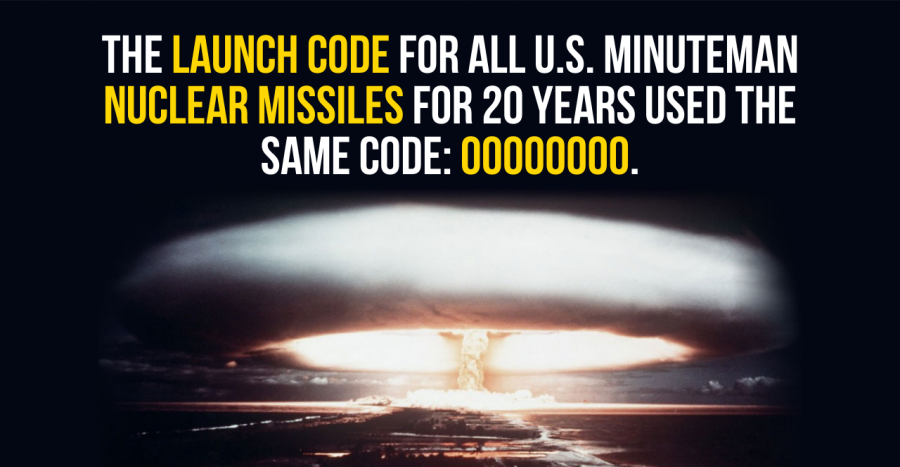 THE LAUNCH CODE FOR ALL U.S. MINUTEMAN
NUCLEAR MISSILES FOR 20 YEARS USED THE
SAME CODE: 00000000.